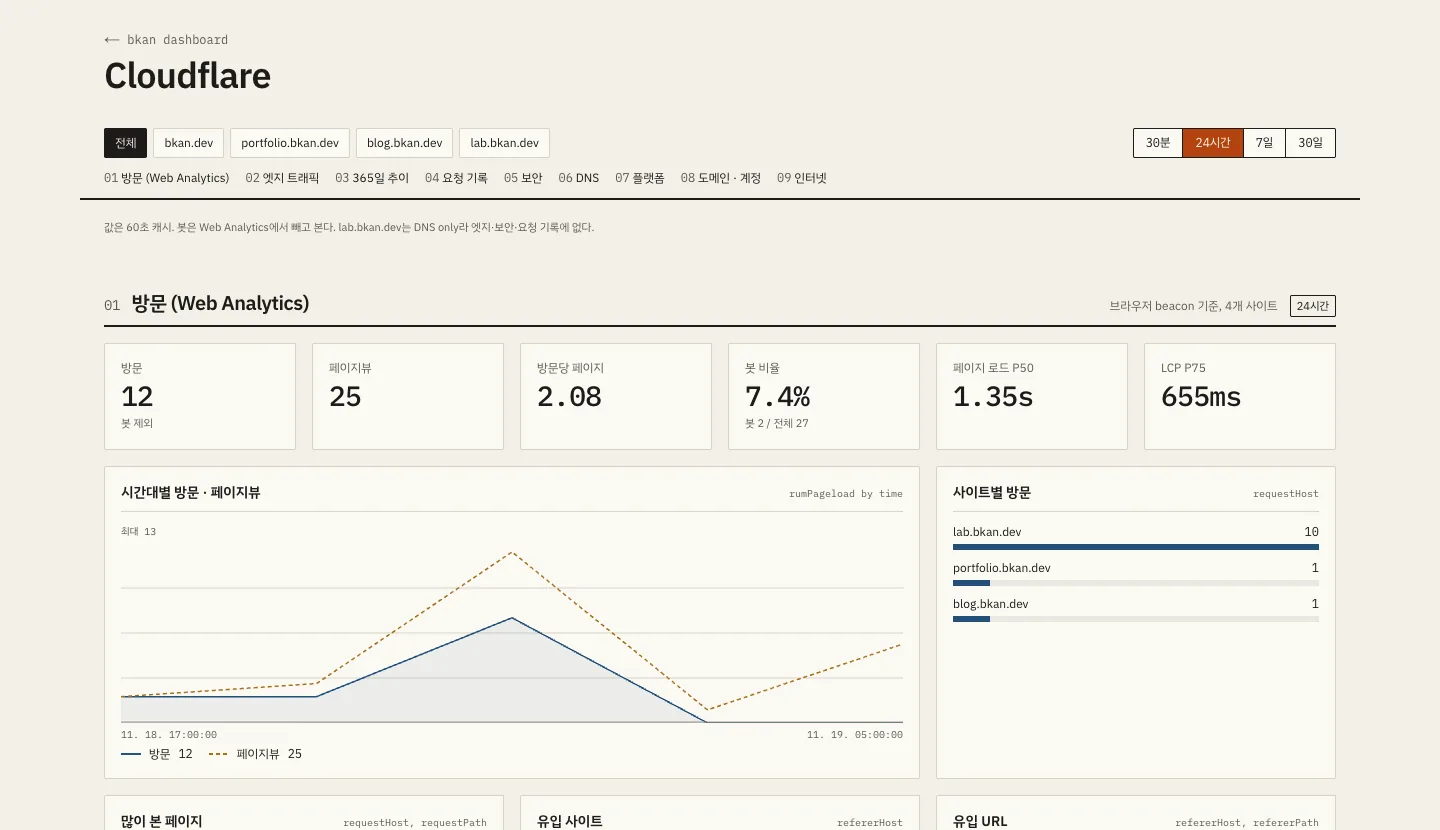 ← bkan dashboard
Cloudflare
전체 bkan.dev portfolio.bkan.dev blog.bkan.dev lab.bkan.dev 30분 24시간 7일 30일
01 방문 (Web Analytics) 02 엣지 트래픽 03 365일 추이 04 요청 기록 05 보안 06 DNS 07 플랫폼 08 도메인 · 계정 09 인터넷
값은 60초 캐시. 봇은 Web Analytics에서 빼고 본다. lab.bkan.dev는 DNS only라 엣지·보안·요청 기록에 없다.
01 방문 (Web Analytics) 브라우저 beacon 기준, 4개 사이트 24시간
방문 페이지뷰 방문당 페이지 봇 비율 페이지 로드 P50 LCP P75
12 25 2.08 7.4% 1.35s 655ms
봇 제외 봇 2 / 전체 27
시간대별 방문 · 페이지뷰 rumPageload by time
최대 13
11. 18. 17:00:00 11. 19. 05:00:00
방문 12 페이지뷰 25
사이트별 방문 requestHost
lab.bkan.dev 10
portfolio.bkan.dev 1
blog.bkan.dev 1
많이 본 페이지 requestHost, requestPath
유입 사이트 refererHost
유입 URL refererHost, refererPath